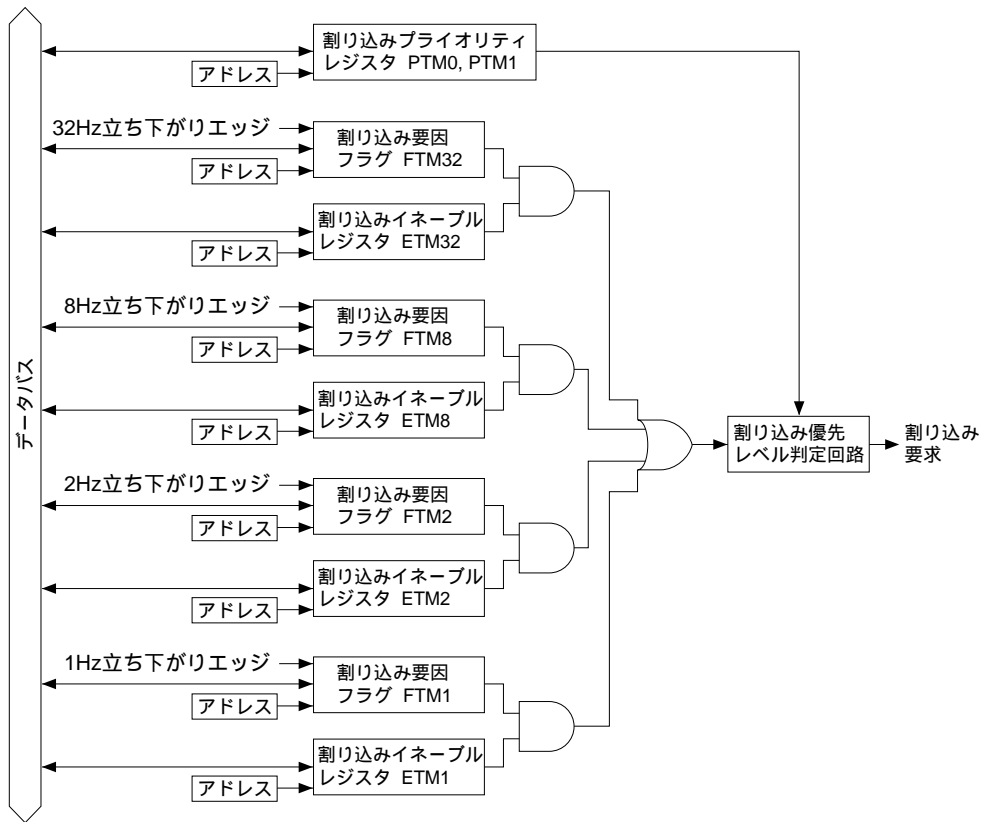 割り込みプライオリティ
レジスタ PTM0, PTM1
アドレス
32Hz立ち下がりエッジ
割り込み要因
フラグ FTM32
アドレス
割り込みイネーブル
レジスタ ETM32
アドレス
8Hz立ち下がりエッジ
割り込み要因
フラグ FTM8
アドレス
割り込みイネーブル
レジスタ ETM8
アドレス
データバス
割り込み優先
レベル判定回路
割り込み
要求
2Hz立ち下がりエッジ
割り込み要因
フラグ FTM2
アドレス
割り込みイネーブル
レジスタ ETM2
アドレス
1Hz立ち下がりエッジ
割り込み要因
フラグ FTM1
アドレス
割り込みイネーブル
レジスタ ETM1
アドレス